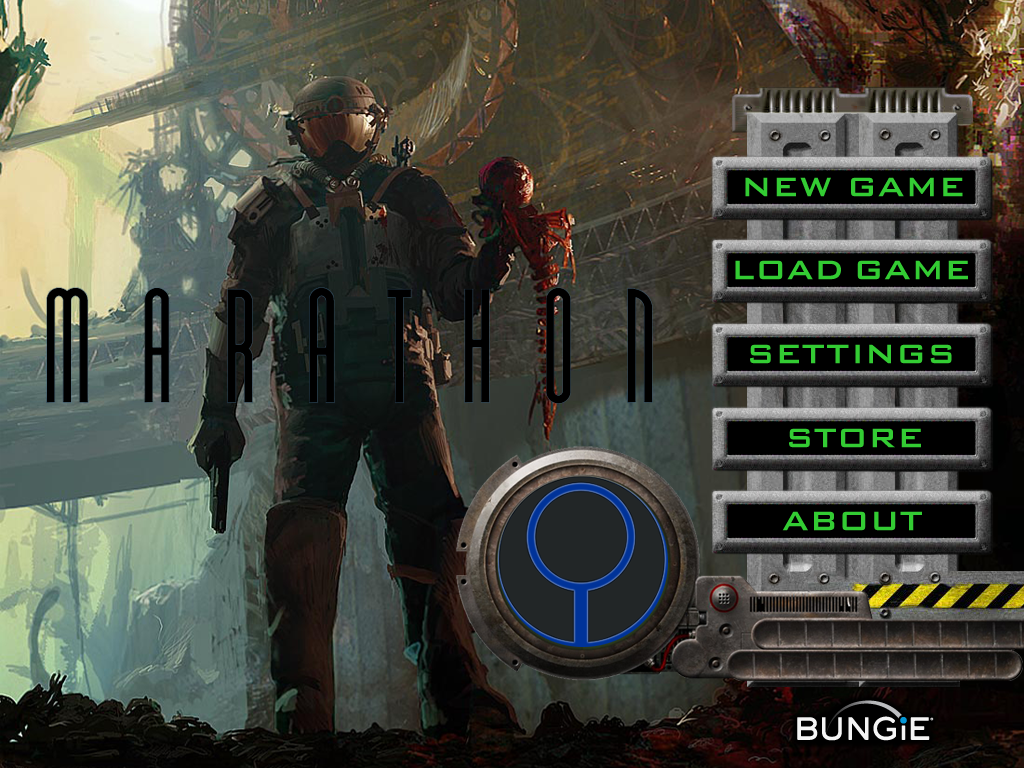 MARATHON
NEW GAME
LOAD GAME
SETTINGS
STORE
ABOUT
BUNGiE